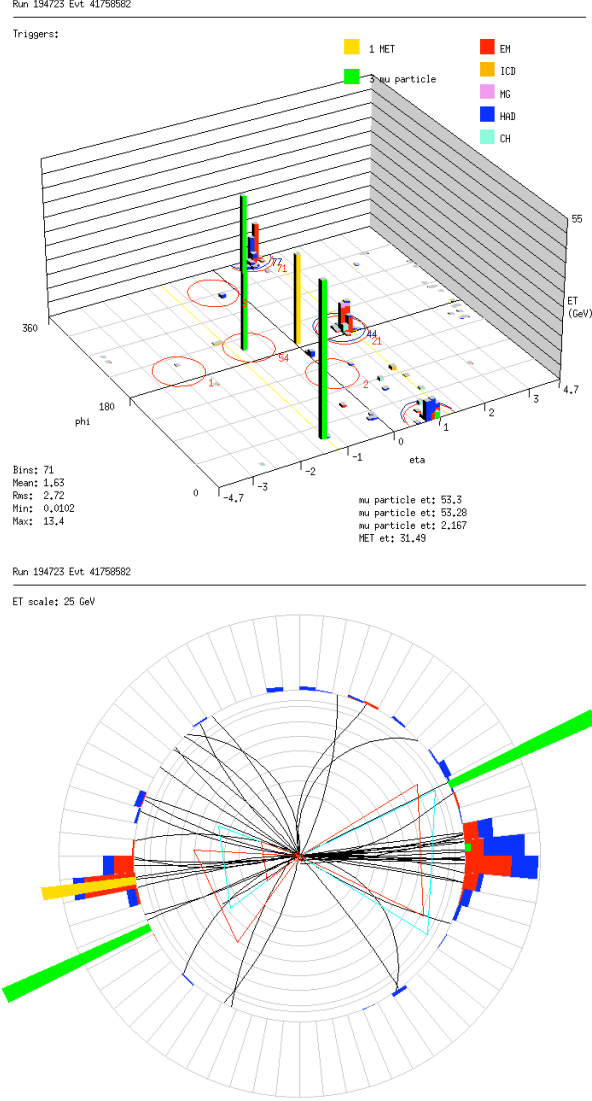 Run 194723 Evt 41758582
Triggers:
1 MET
3 mu particle
EM
ICD
MG
HAD
CH
55
ET
(GeV)
77
71
44
21
54
2
1
360
180
0
phi
-4.7
-3
-2
-1
0
1
2
3
4.7
eta
Bins: 71
Mean: 1.63
Rms: 2.72
Min: 0.0102
Max: 13.4
mu particle et: 53.3
mu particle et: 53.28
mu particle et: 2.167
MET et: 31.49
Run 194723 Evt 41758582
ET scale: 25 GeV